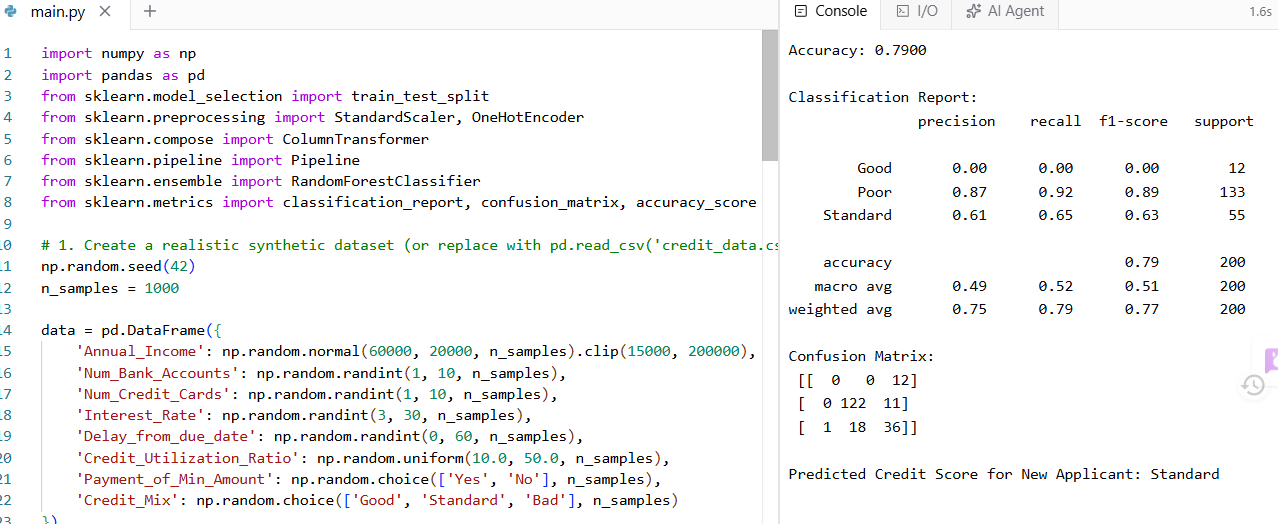 main.py × +
1 import numpy as np
2 import pandas as pd
3 from sklearn.model_selection import train_test_split
4 from sklearn.preprocessing import StandardScaler, OneHotEncoder
5 from sklearn.compose import ColumnTransformer
6 from sklearn.pipeline import Pipeline
7 from sklearn.ensemble import RandomForestClassifier
8 from sklearn.metrics import classification_report, confusion_matrix, accuracy_score
9
10 # 1. Create a realistic synthetic dataset (or replace with pd.read_csv('credit_data.cs
11 np.random.seed(42)
12 n_samples = 1000
13
14 data = pd.DataFrame({
15     'Annual_Income': np.random.normal(60000, 20000, n_samples).clip(15000, 200000),
16     'Num_Bank_Accounts': np.random.randint(1, 10, n_samples),
17     'Num_Credit_Cards': np.random.randint(1, 10, n_samples),
18     'Interest_Rate': np.random.randint(3, 30, n_samples),
19     'Delay_from_due_date': np.random.randint(0, 60, n_samples),
20     'Credit_Utilization_Ratio': np.random.uniform(10.0, 50.0, n_samples),
21     'Payment_of_Min_Amount': np.random.choice(['Yes', 'No'], n_samples),
22     'Credit_Mix': np.random.choice(['Good', 'Standard', 'Bad'], n_samples)
23 })
Console I/O AI Agent 1.6s
Accuracy: 0.7900
Classification Report:
precision recall f1-score support
Good 0.00 0.00 0.00 12
Poor 0.87 0.92 0.89 133
Standard 0.61 0.65 0.63 55
accuracy 0.79 200
macro avg 0.49 0.52 0.51 200
weighted avg 0.75 0.79 0.77 200
Confusion Matrix:
[[  0   0  12]
[  0 122  11]
[  1  18  36]]
Predicted Credit Score for New Applicant: Standard